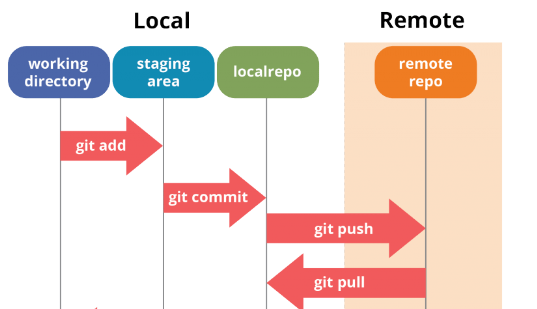 Local
Remote
working
directory
staging
area
localrepo
remote
repo
git add
git commit
git push
git pull